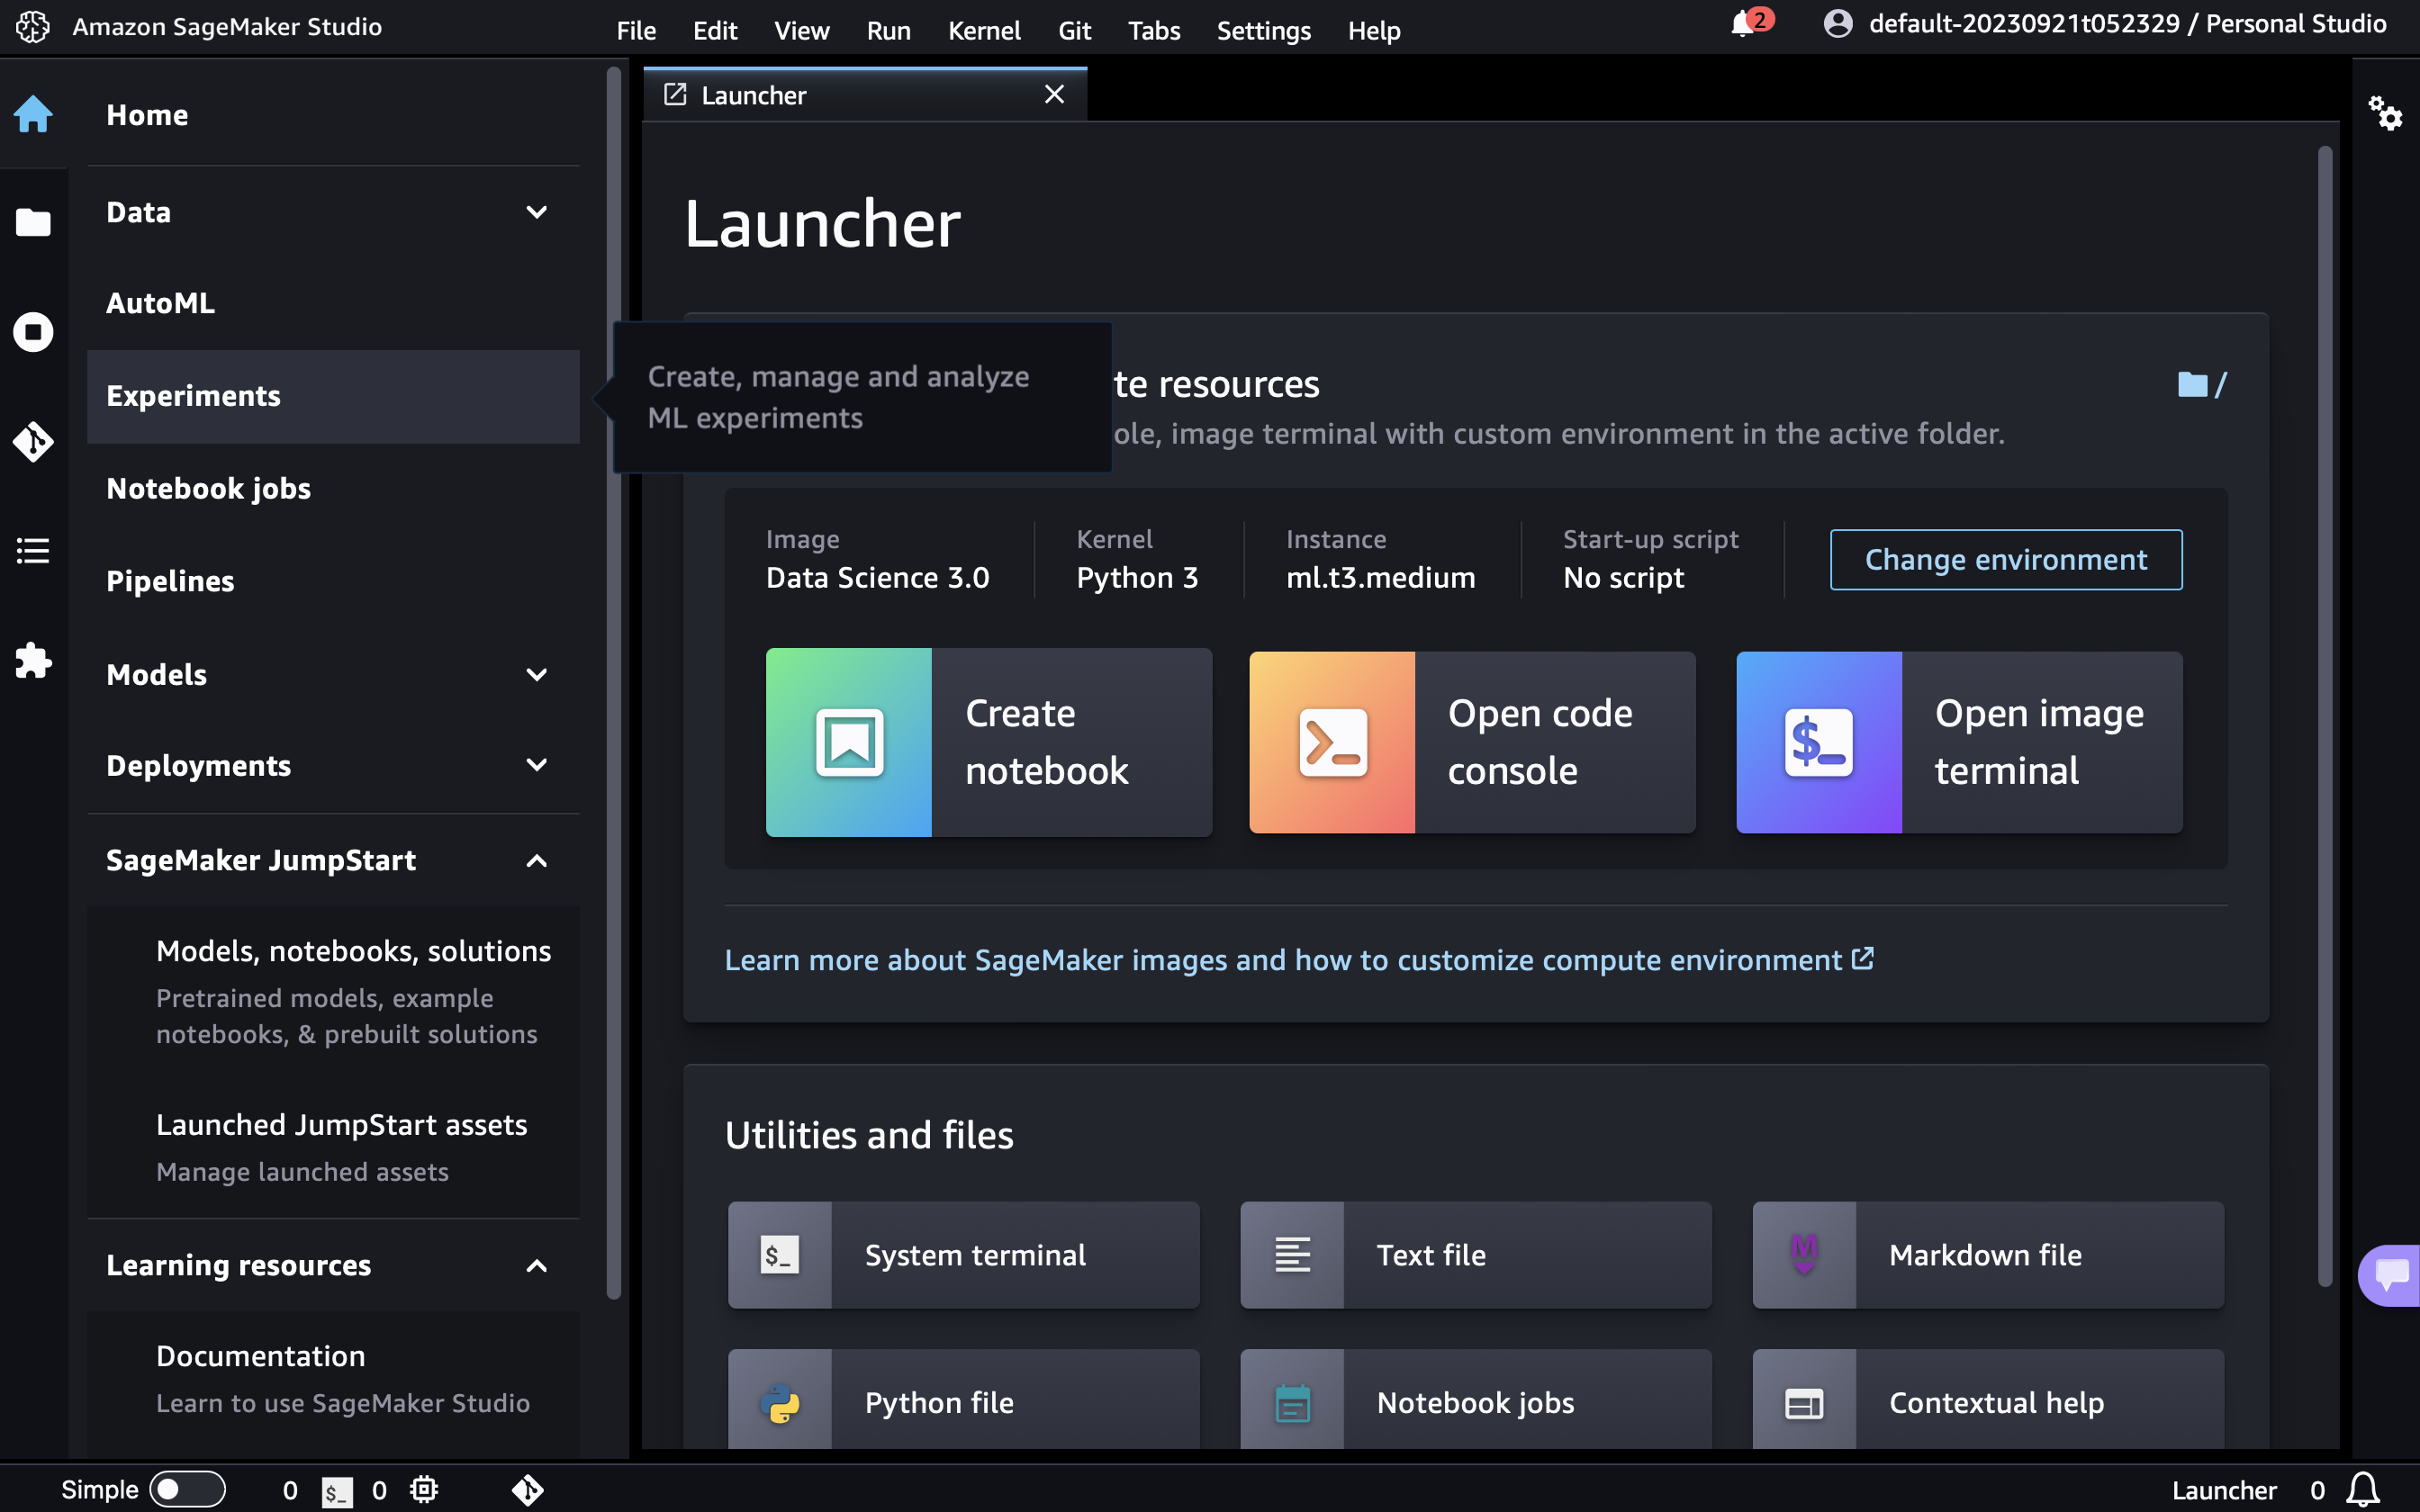 Amazon SageMaker Studio
File Edit View Run Kernel Git Tabs Settings Help
2
default-20230921t052329 / Personal Studio
Home
Data
AutoML
Experiments
Notebook jobs
Pipelines
Models
Deployments
SageMaker JumpStart
Models, notebooks, solutions
Pretrained models, example
notebooks, & prebuilt solutions
Launched JumpStart assets
Manage launched assets
Learning resources
Documentation
Learn to use SageMaker Studio
Launcher
Launcher
Create, manage and analyze
ML experiments
te resources
/
ole, image terminal with custom environment in the active folder.
Image
Data Science 3.0
Kernel
Python 3
Instance
ml.t3.medium
Start-up script
No script
Change environment
Create
notebook
Open code
console
$_
Open image
terminal
Learn more about SageMaker images and how to customize compute environment
Utilities and files
$_
System terminal
Text file
M
Markdown file
Python file
Notebook jobs
Contextual help
Simple
0
$_
0
Launcher
0